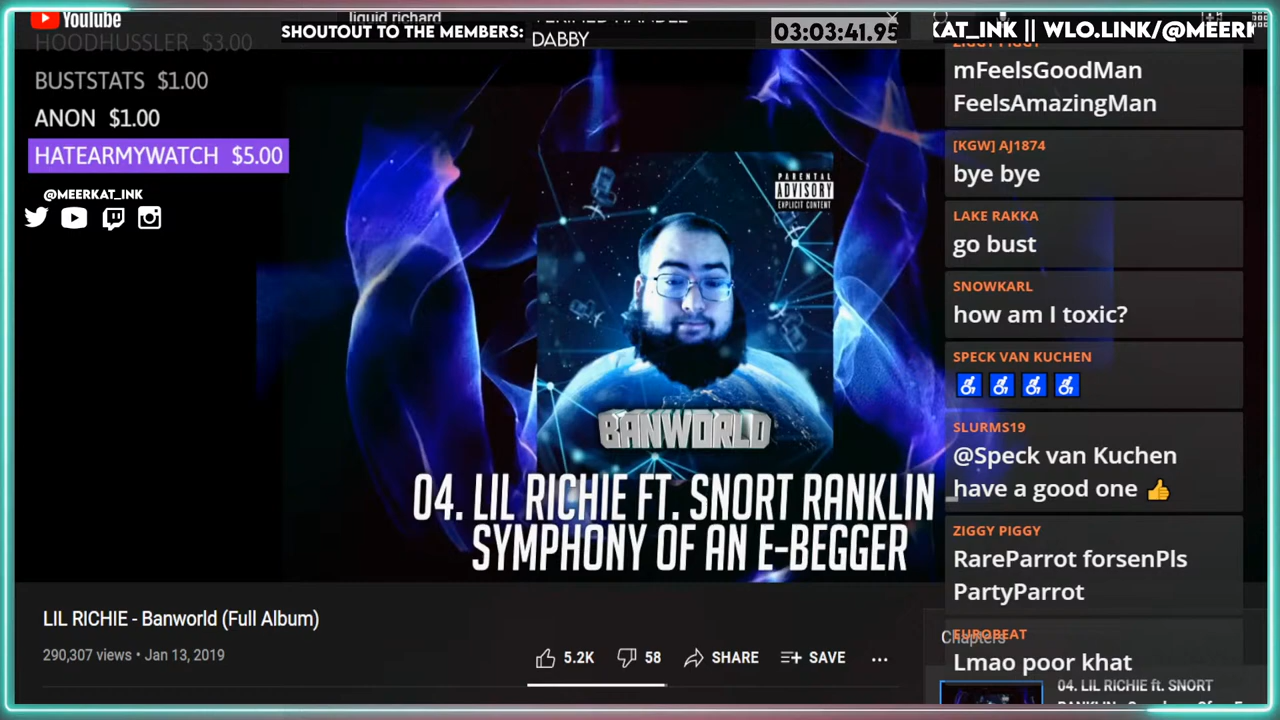 YouTube
liquid richard
SHOUTOUT TO THE MEMBERS:
VERIFIED HANDLE
DABBY
03:03:41.95
KAT_INK || WLO.LINK/@MEERK
HOODHUSSLER $3.00
BUSTSTATS $1.00
ANON $1.00
HATEARMYWATCH $5.00
@MEERKAT_INK
PARENTAL
ADVISORY
EXPLICIT CONTENT
BANWORLD
04. LIL RICHIE FT. SNORT RANKLIN
SYMPHONY OF AN E-BEGGER
LIL RICHIE - Banworld (Full Album)
290,307 views • Jan 13, 2019
5.2K
58
SHARE
SAVE
ZIGGY PIGGY
mFeelsGoodMan
FeelsAmazingMan
[KGW] AJ1874
bye bye
LAKE RAKKA
go bust
SNOWKARL
how am I toxic?
SPECK VAN KUCHEN
SLURMS19
@Speck van Kuchen
have a good one 👍
ZIGGY PIGGY
RareParrot forsenPls
PartyParrot
EUROBEAT
Lmao poor khat
Chapters
04. LIL RICHIE ft. SNORT